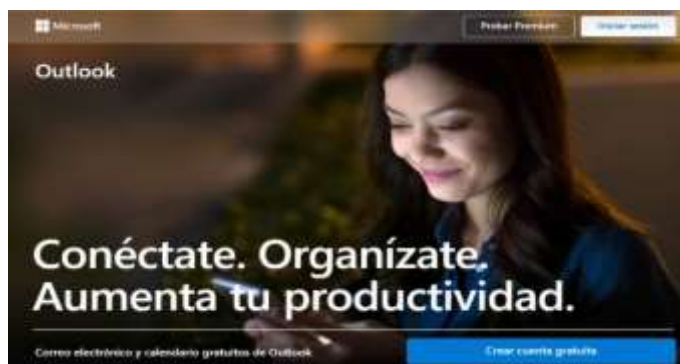 Microsoft
Probar Premium
Iniciar sesión
Outlook
Conéctate. Organízate.
Aumenta tu productividad.
Correo electrónico y calendario gratuitos de Outlook
Crear cuenta gratuita